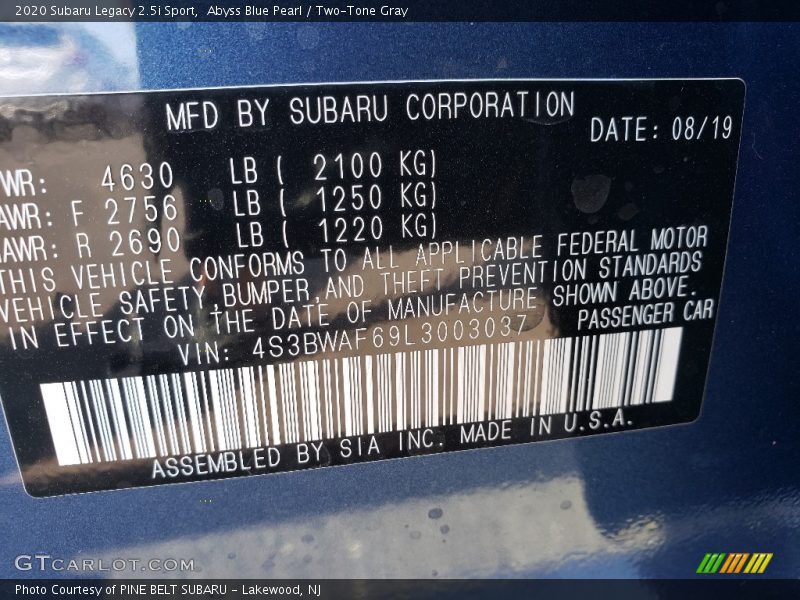 2020 Subaru Legacy 2.5i Sport, Abyss Blue Pearl / Two-Tone Gray
MFD BY SUBARU CORPORATION
DATE: 08/19
WR: 4630 LB ( 2100 KG)
AWR: F 2756 LB ( 1250 KG)
AWR: R 2690 LB ( 1220 KG)
THIS VEHICLE CONFORMS TO ALL APPLICABLE FEDERAL MOTOR
VEHICLE SAFETY BUMPER,AND THEFT PREVENTION STANDARDS
IN EFFECT ON THE DATE OF MANUFACTURE SHOWN ABOVE.
PASSENGER CAR
VIN: 4S3BWAF69L3003037
ASSEMBLED BY SIA INC. MADE IN U.S.A.
GTCARLOT.COM
Photo Courtesy of PINE BELT SUBARU - Lakewood, NJ